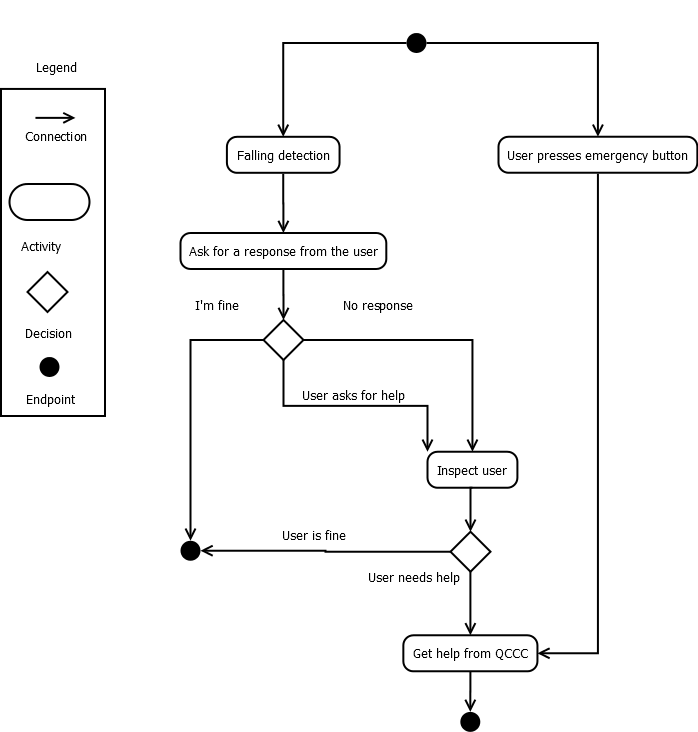 Legend
Connection
Activity
Decision
Endpoint
Falling detection
User presses emergency button
Ask for a response from the user
I'm fine
No response
User asks for help
Inspect user
User is fine
User needs help
Get help from QCCC